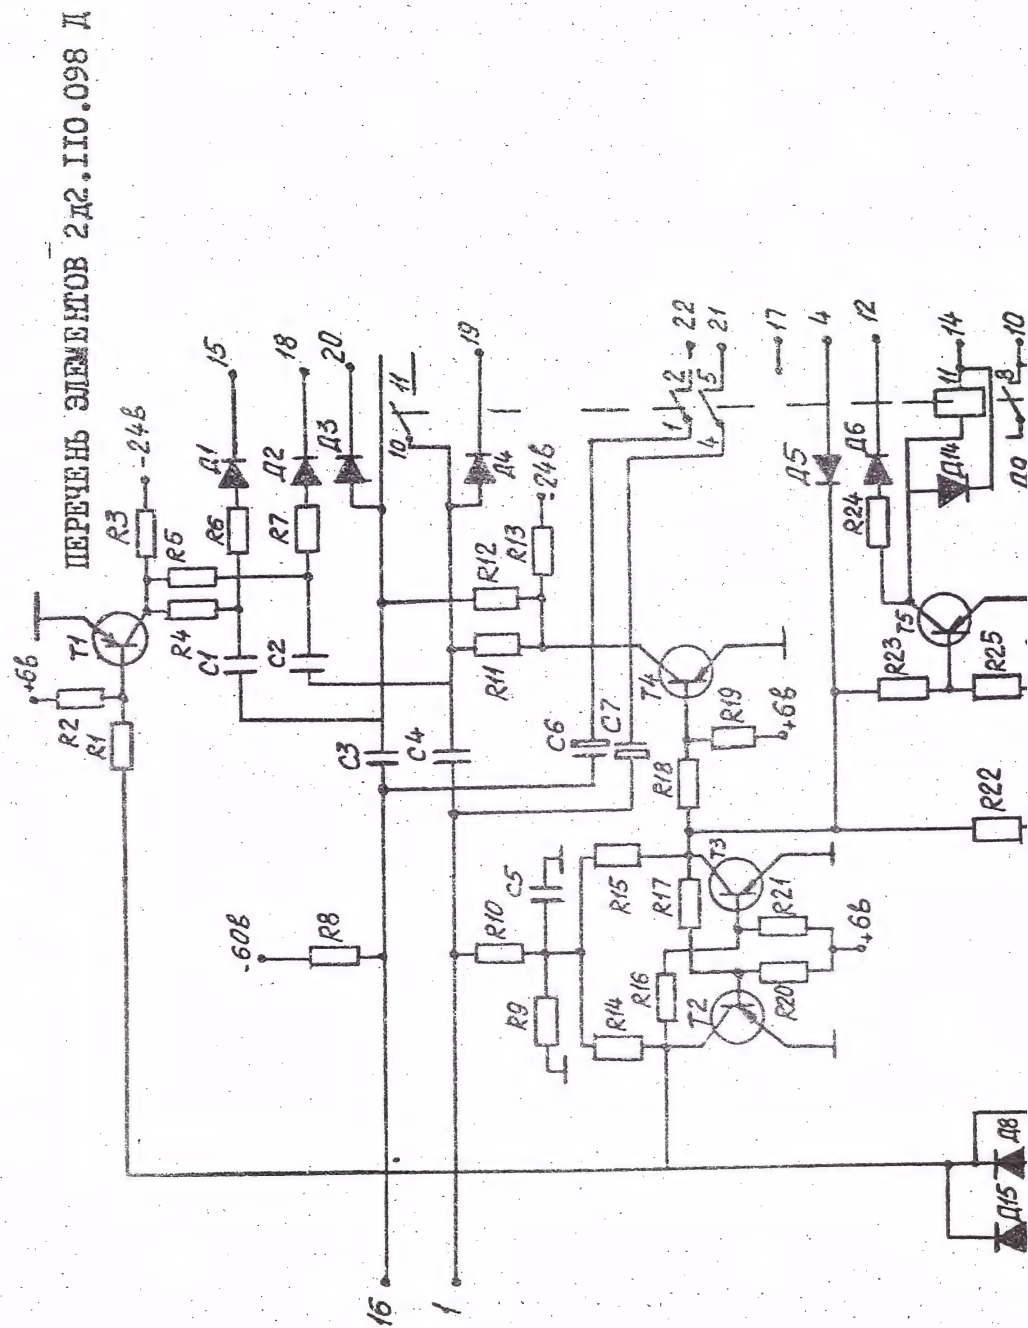 ПЕРЕЧЕНЬ ЭЛЕМЕНТОВ 2д2.IIО.098 Д
+6в
-24в
R3
R2
R1
T1
R5
R4
R6
Д1
15
C1
C2
R7
Д2
18
Д3
20
-60в
R8
C3
10
11
16
C4
Д4
19
R12
R13
-24в
R11
1
R10
C5
R9
C6
C7
1
2
22
4
5
21
R14
R15
R16
R17
R18
T4
R19
+6в
17
T2
T3
R20
R21
+6в
Д5
4
R24
Д6
12
R23
T5
R25
Д14
11
14
R22
Д9
8
10
Д15
Д8